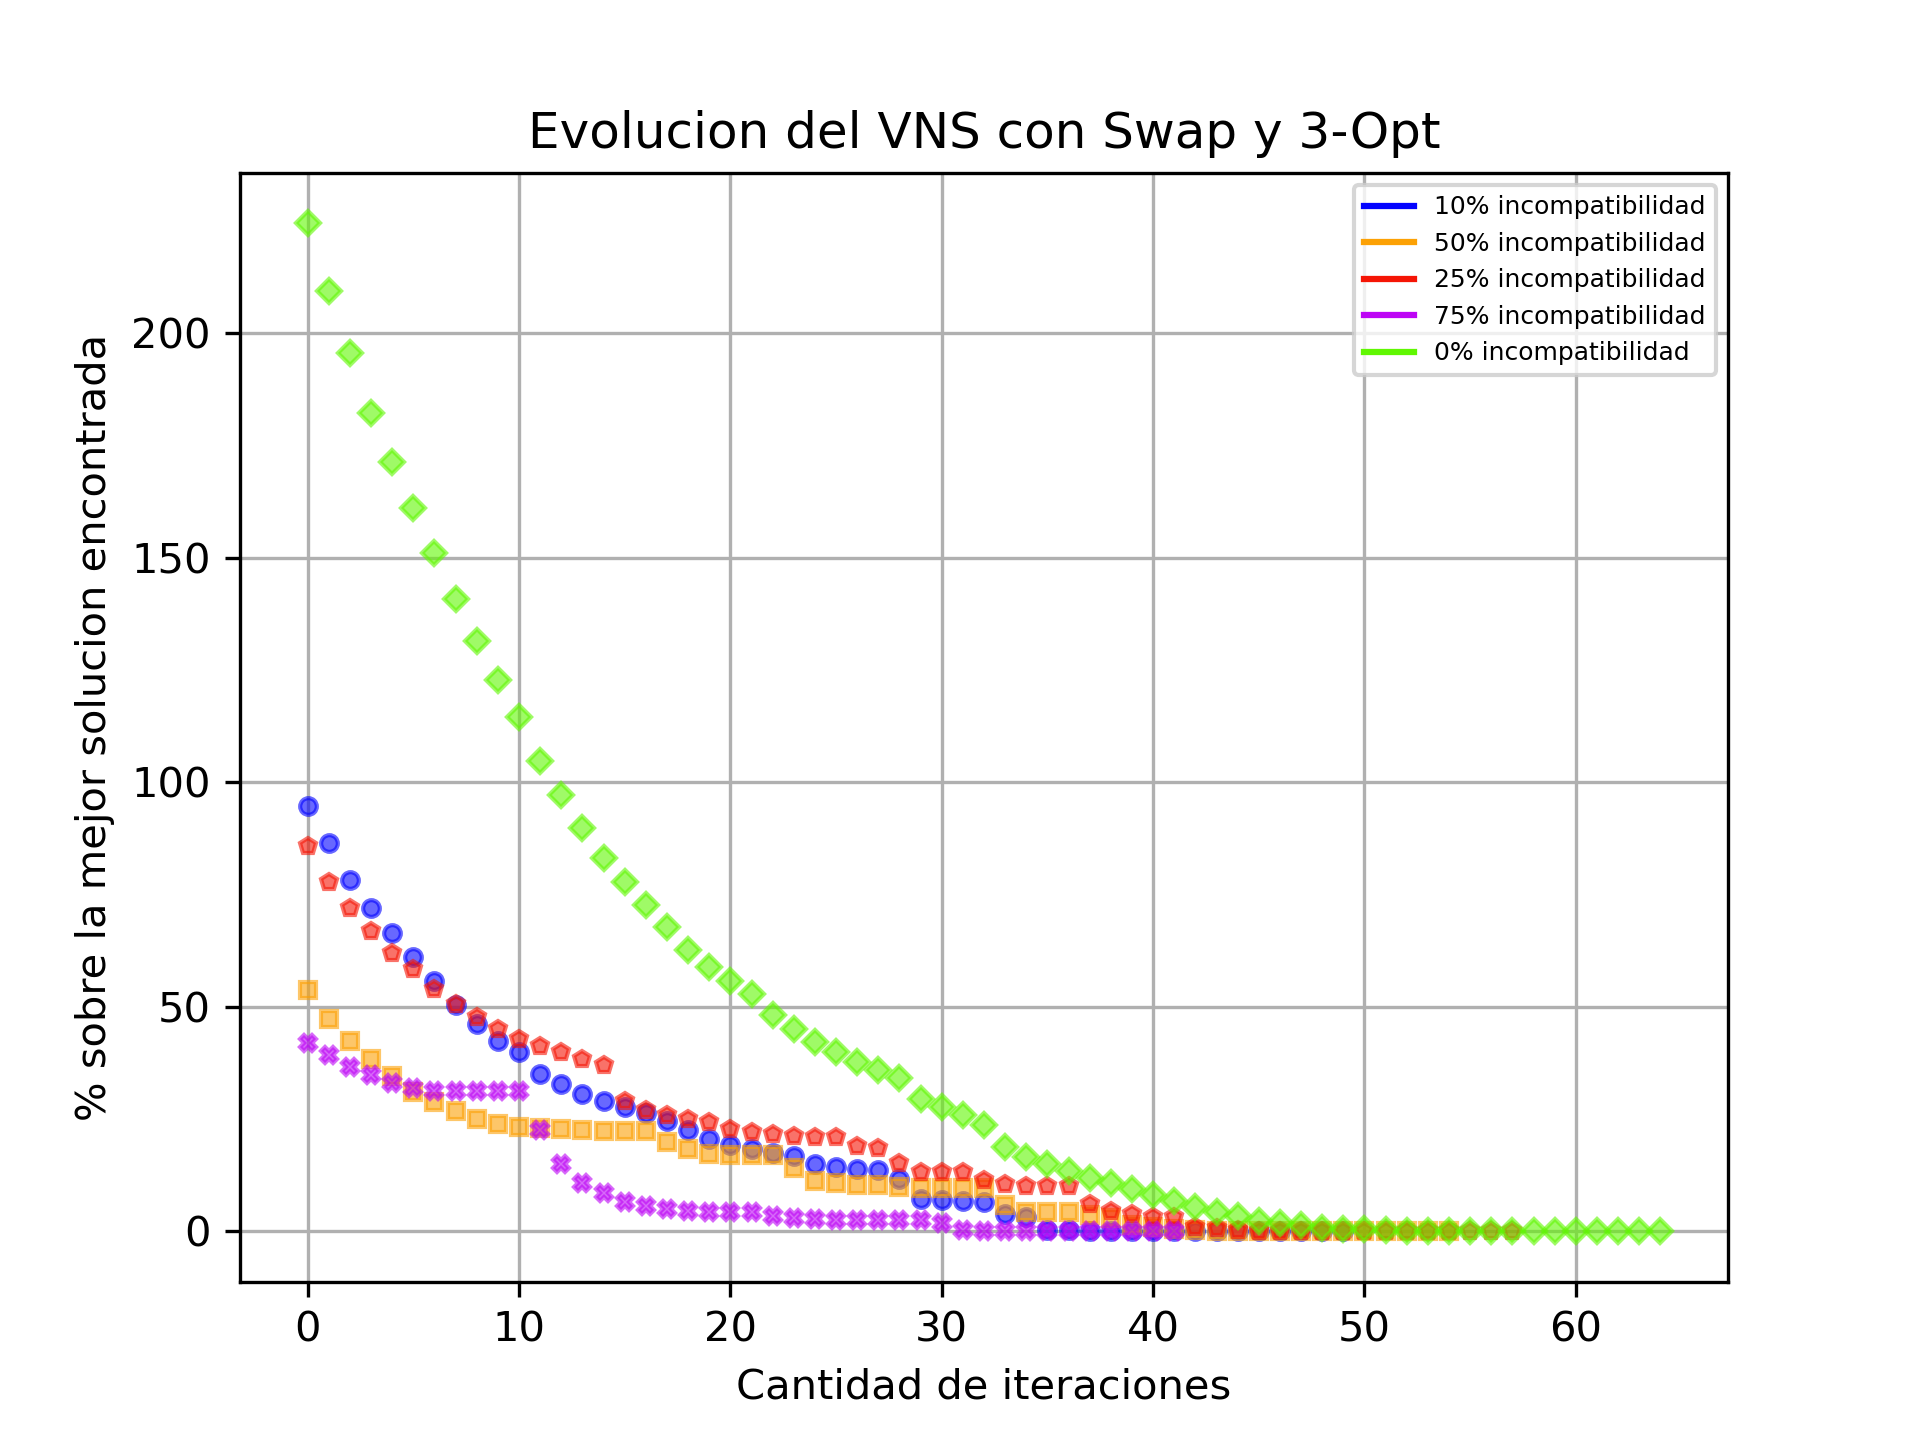 Evolucion del VNS con Swap y 3-Opt
10% incompatibilidad
50% incompatibilidad
25% incompatibilidad
75% incompatibilidad
0% incompatibilidad
% sobre la mejor solucion encontrada
200
150
100
50
0
0 10 20 30 40 50 60
Cantidad de iteraciones